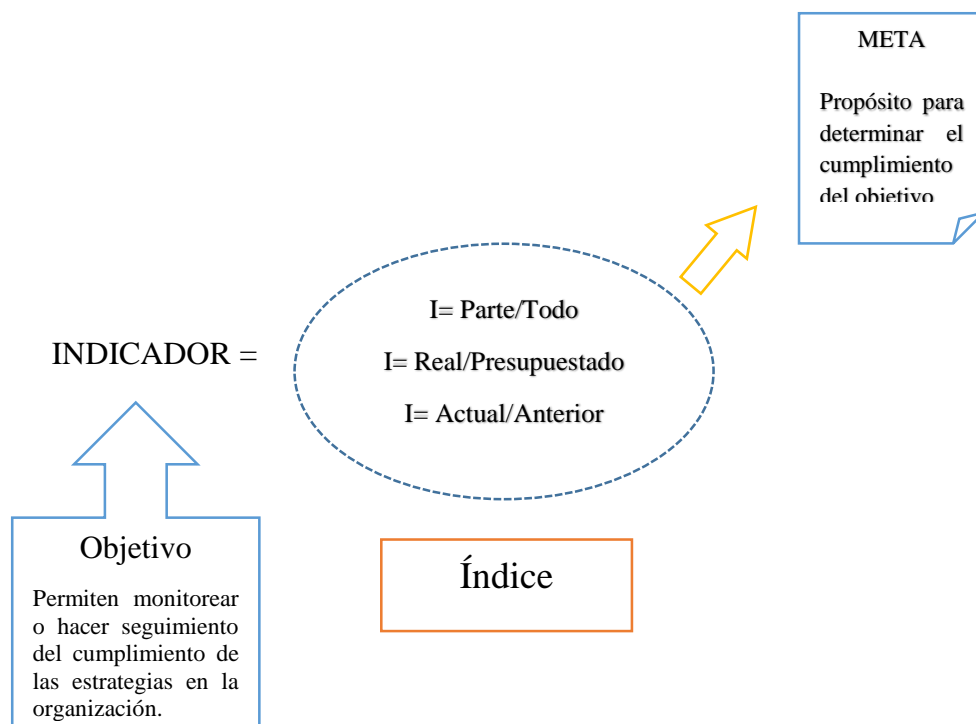 META
Propósito para
determinar el
cumplimiento
del objetivo
I= Parte/Todo
INDICADOR =
I= Real/Presupuestado
I= Actual/Anterior
Objetivo
Permiten monitorear
o hacer seguimiento
del cumplimiento de
las estrategias en la
organización.
Índice